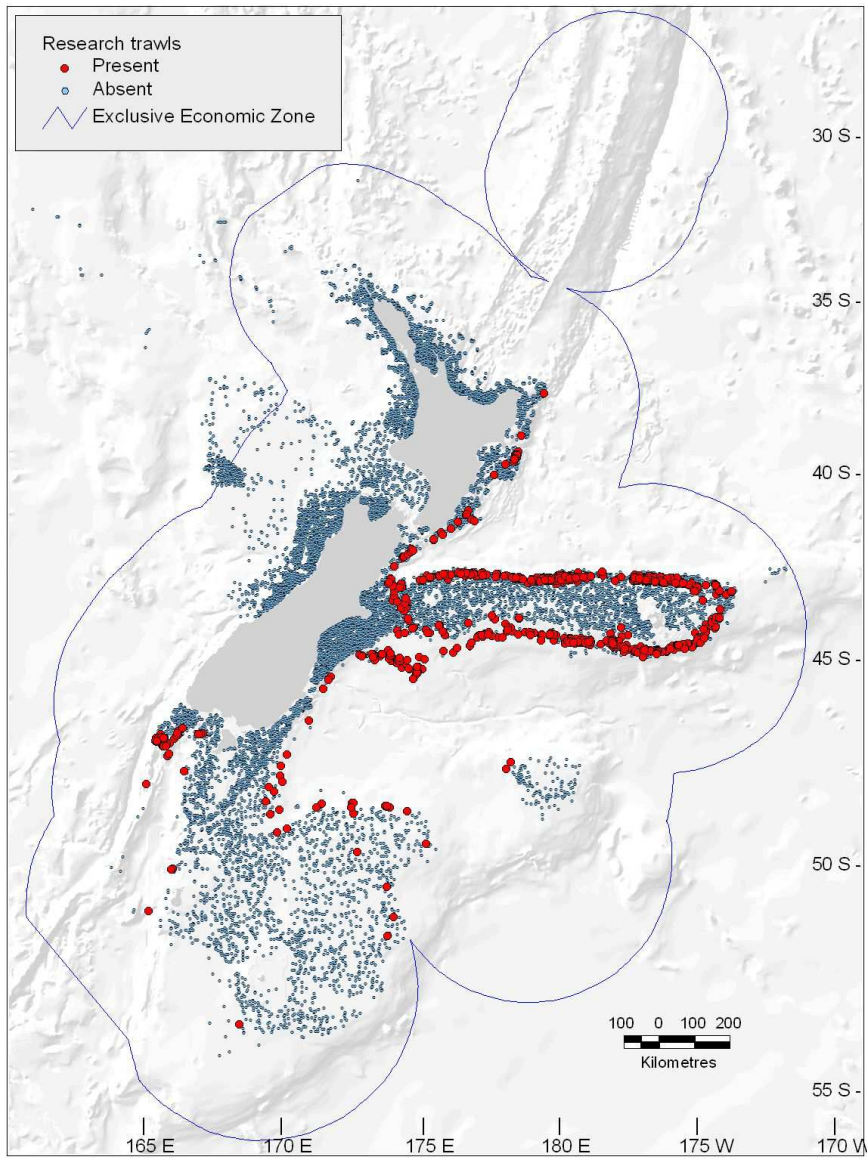 Research trawls
Present
Absent
Exclusive Economic Zone
30 S -
35 S -
40 S -
45 S -
50 S -
55 S -
100 0 100 200
Kilometres
165 E
170 E
175 E
180 E
175 W
170 W